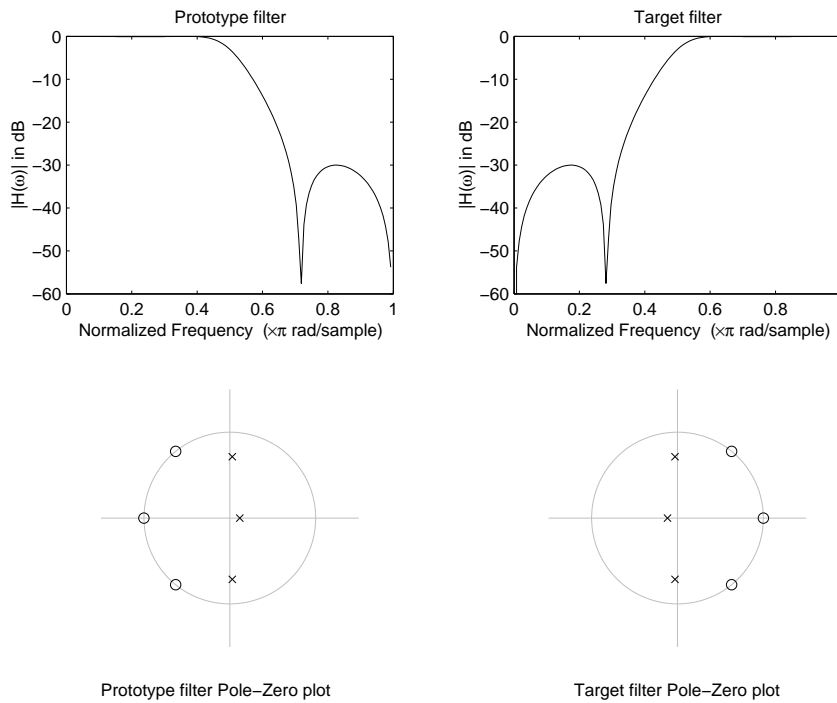 Prototype filter
0
−10
−20
−30
−40
−50
−60
|H(ω)| in dB
0 0.2 0.4 0.6 0.8 1
Normalized Frequency (×π rad/sample)
Target filter
0
−10
−20
−30
−40
−50
−60
|H(ω)| in dB
0 0.2 0.4 0.6 0.8
Normalized Frequency (×π rad/sample)
Prototype filter Pole−Zero plot
Target filter Pole−Zero plot